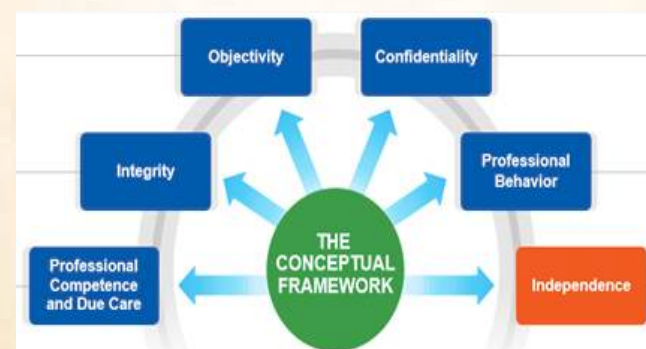 Objectivity
Confidentiality
Integrity
Professional
Behavior
THE
CONCEPTUAL
FRAMEWORK
Professional
Competence
and Due Care
Independence